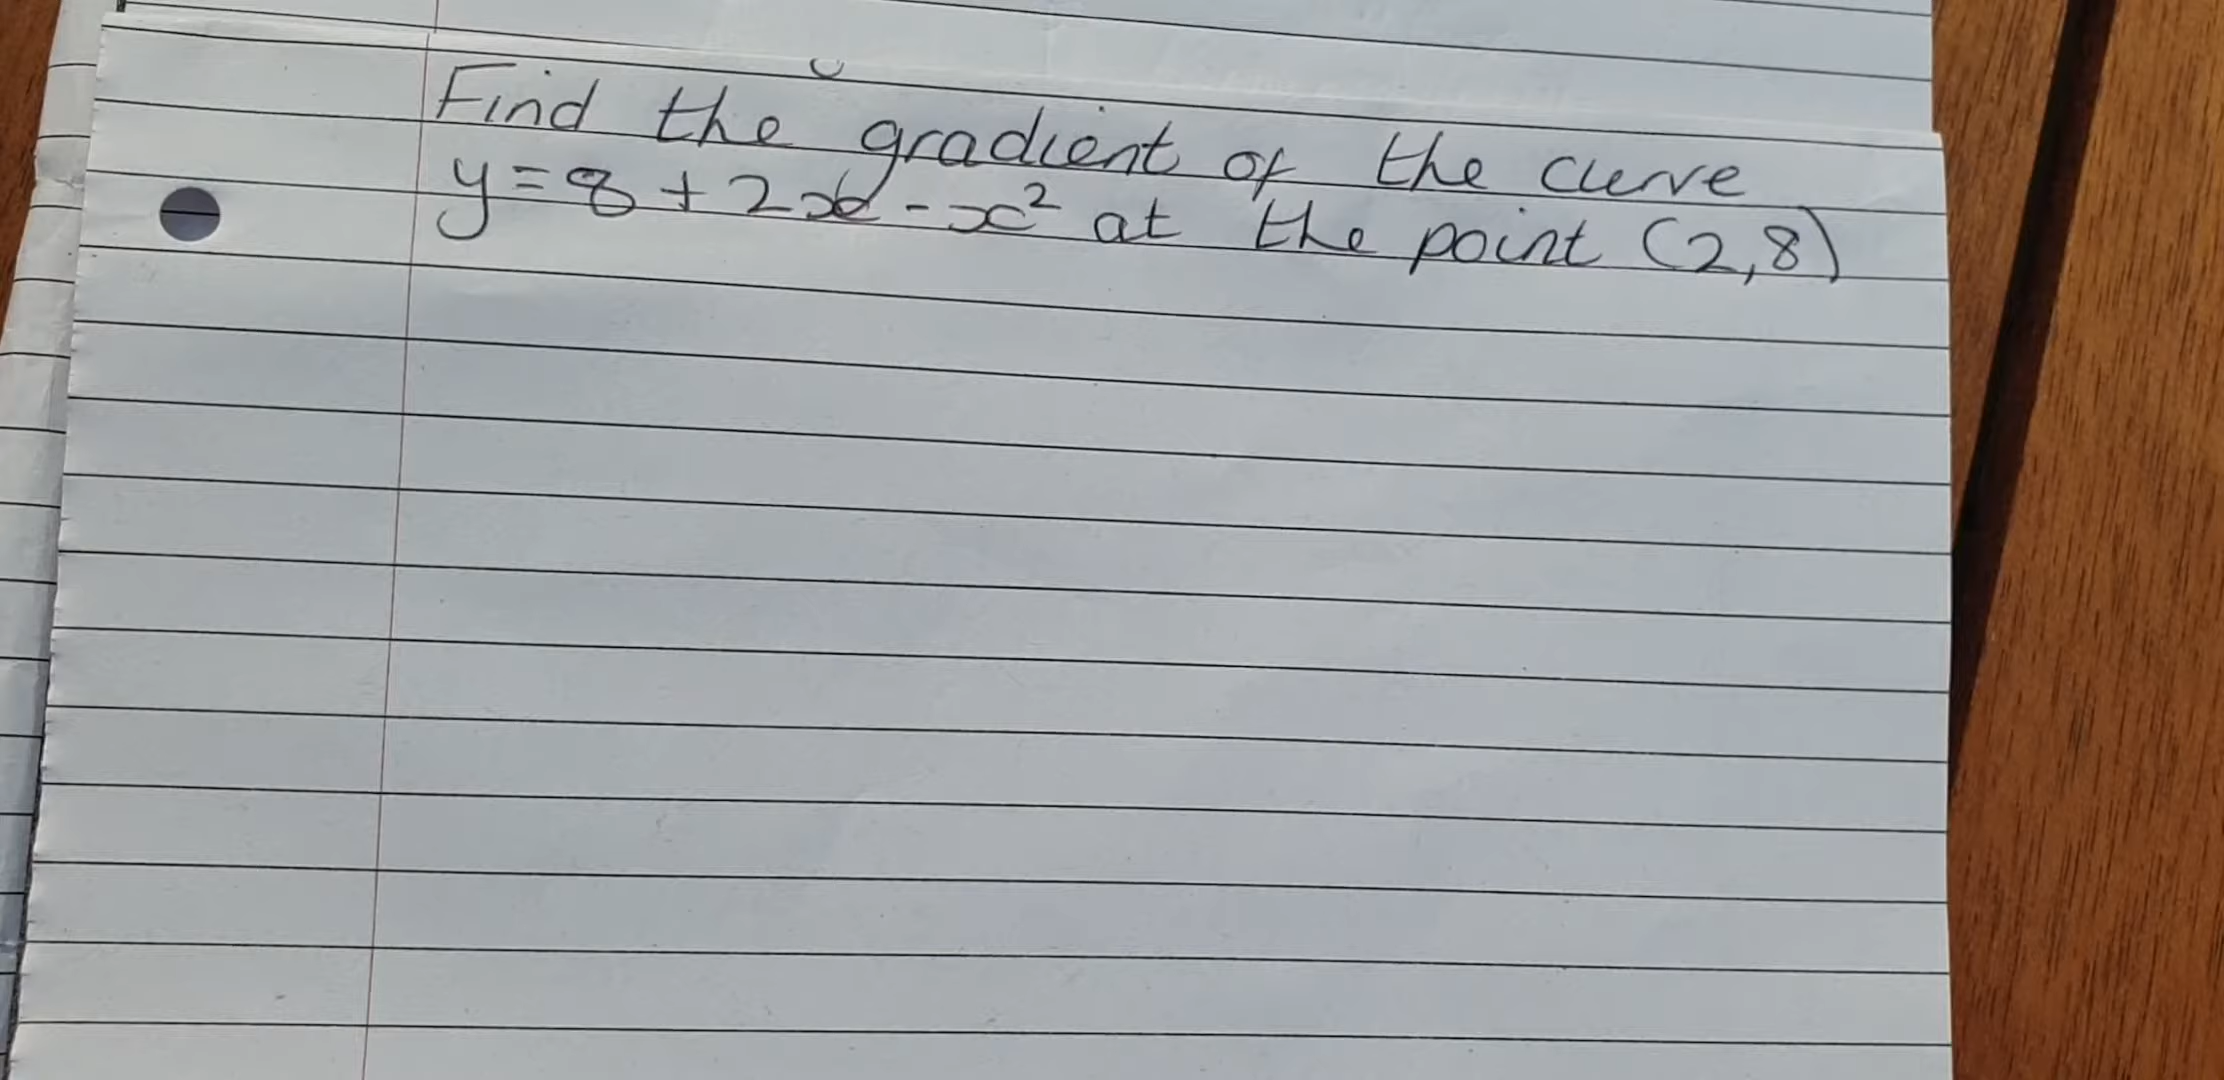 Find the gradient of the curve
y = 8 + 2x - x² at the point (2,8)